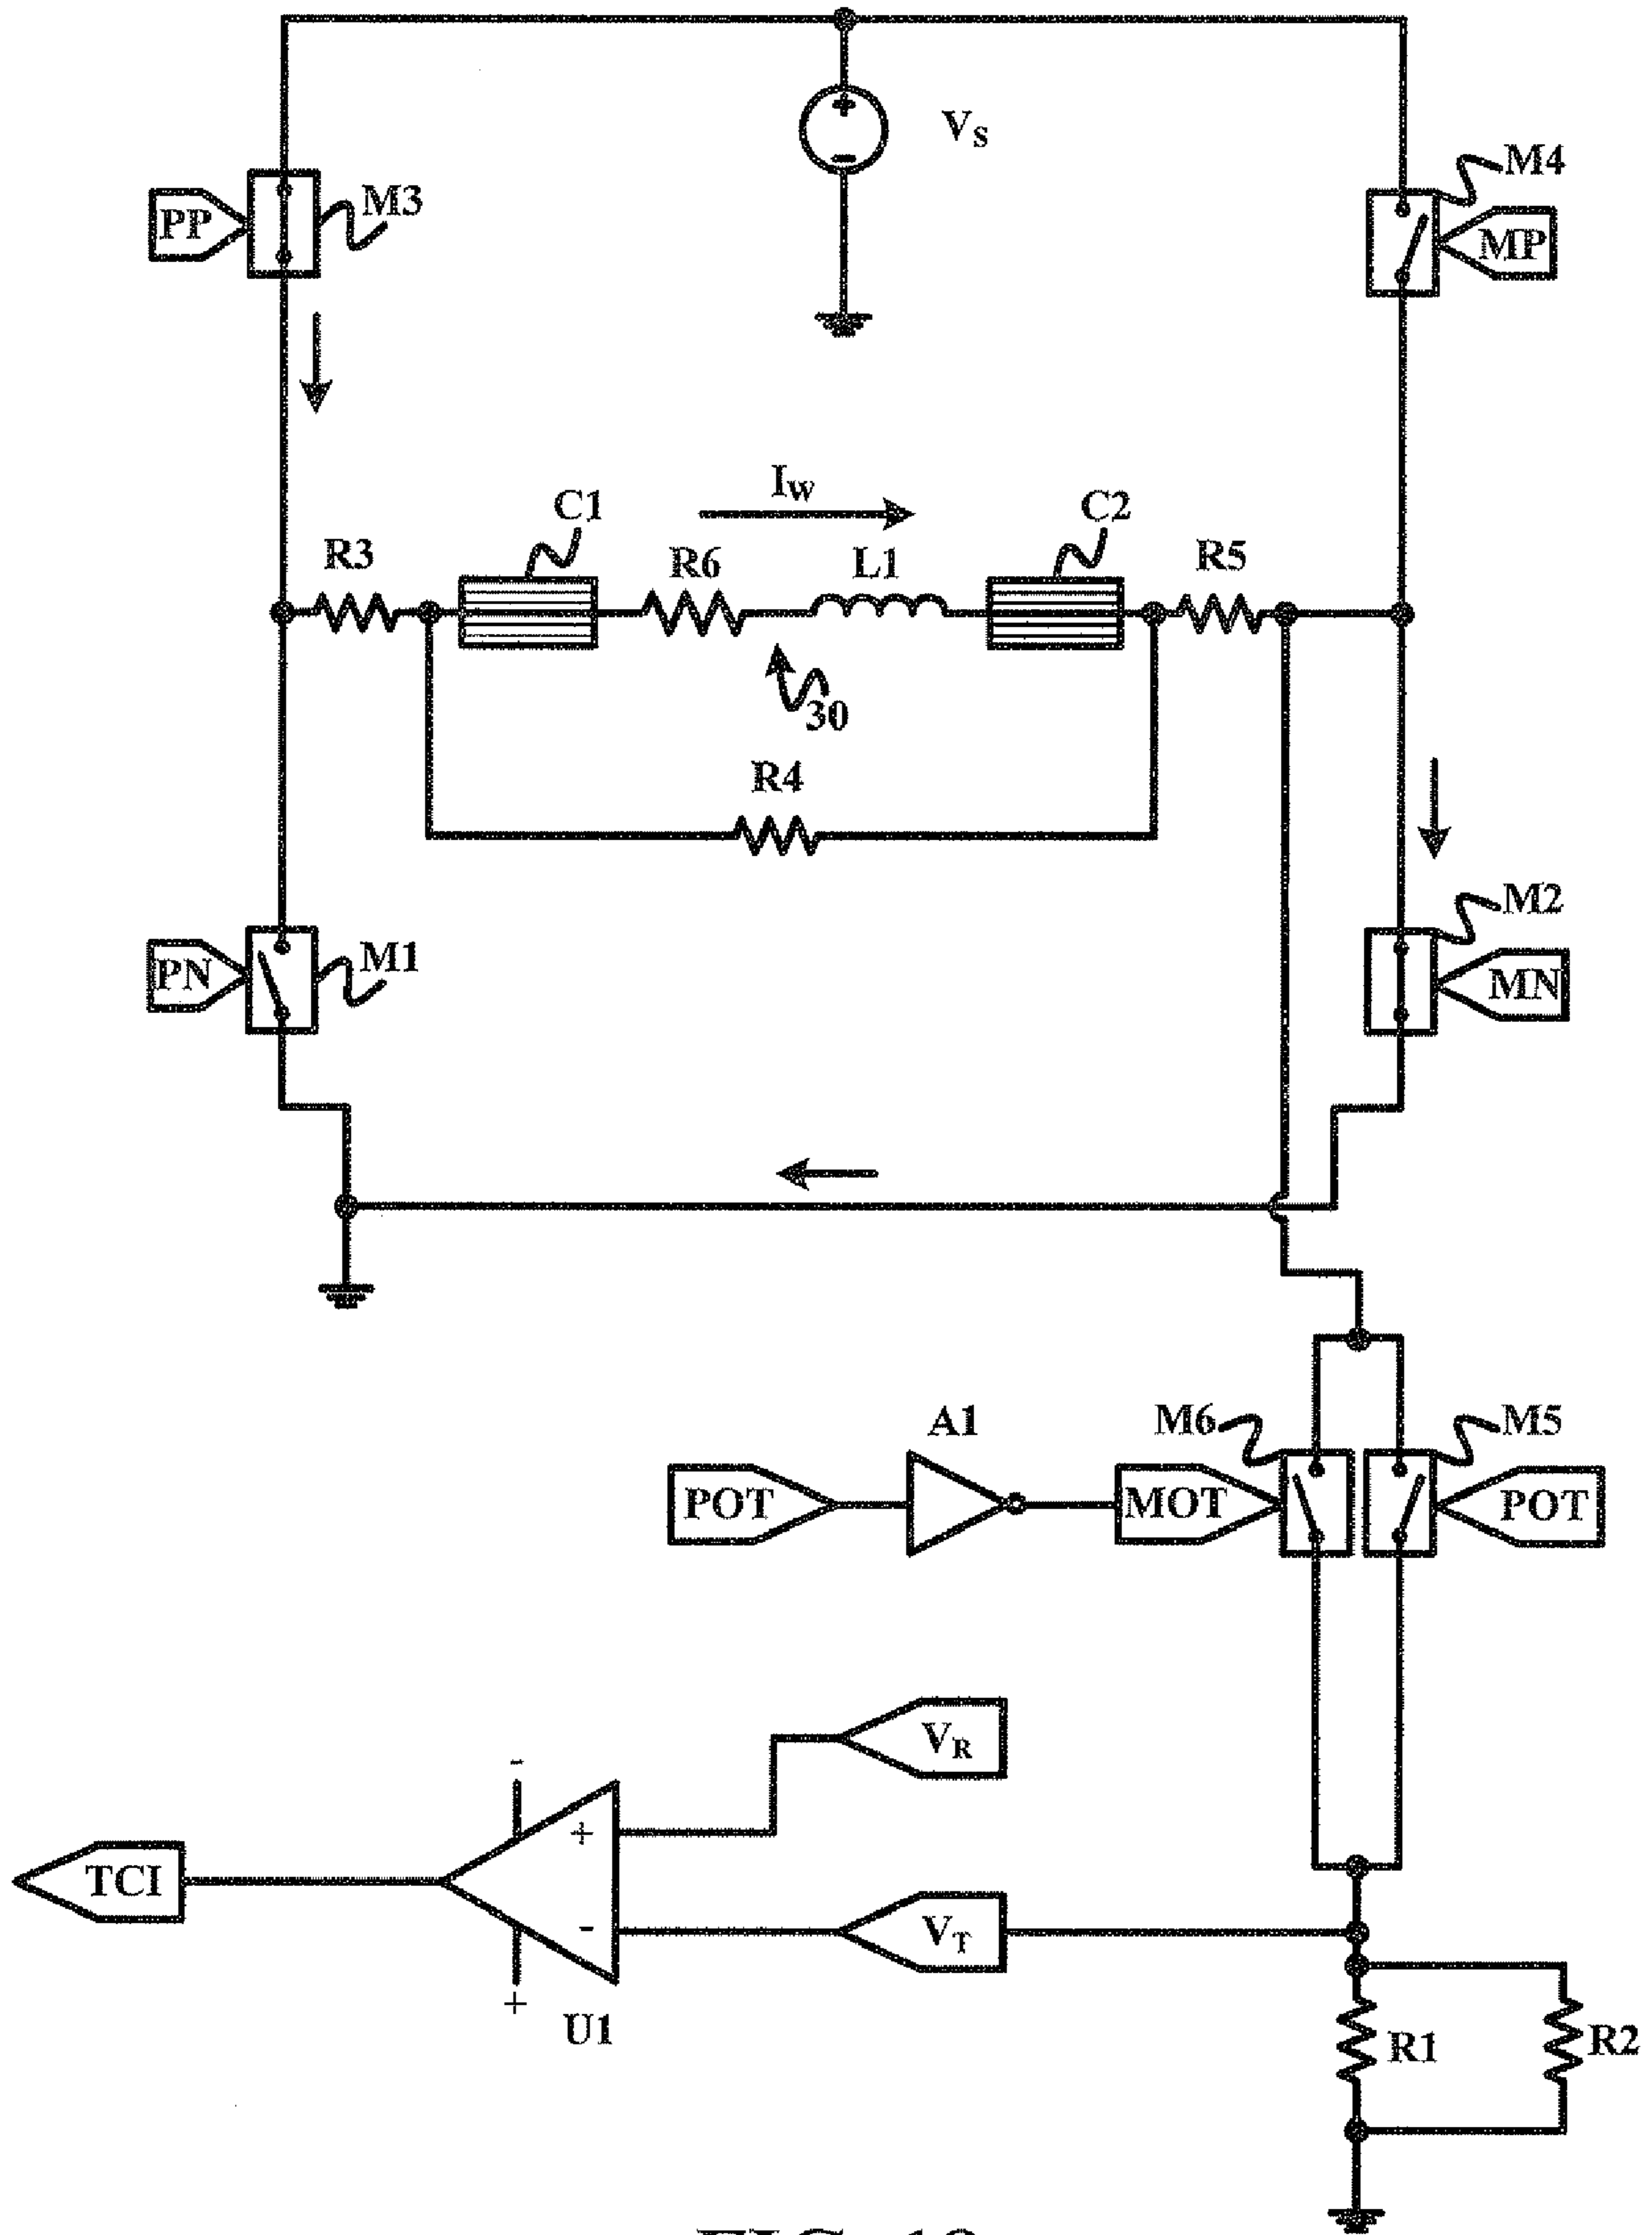 +
-
VS
M3
PP
M4
MP
IW
C1
C2
R3
R6
L1
R5
30
R4
M2
PN
M1
MN
A1
M6
M5
POT
MOT
POT
VR
-
+
TCI
-
VT
+
U1
R1
R2